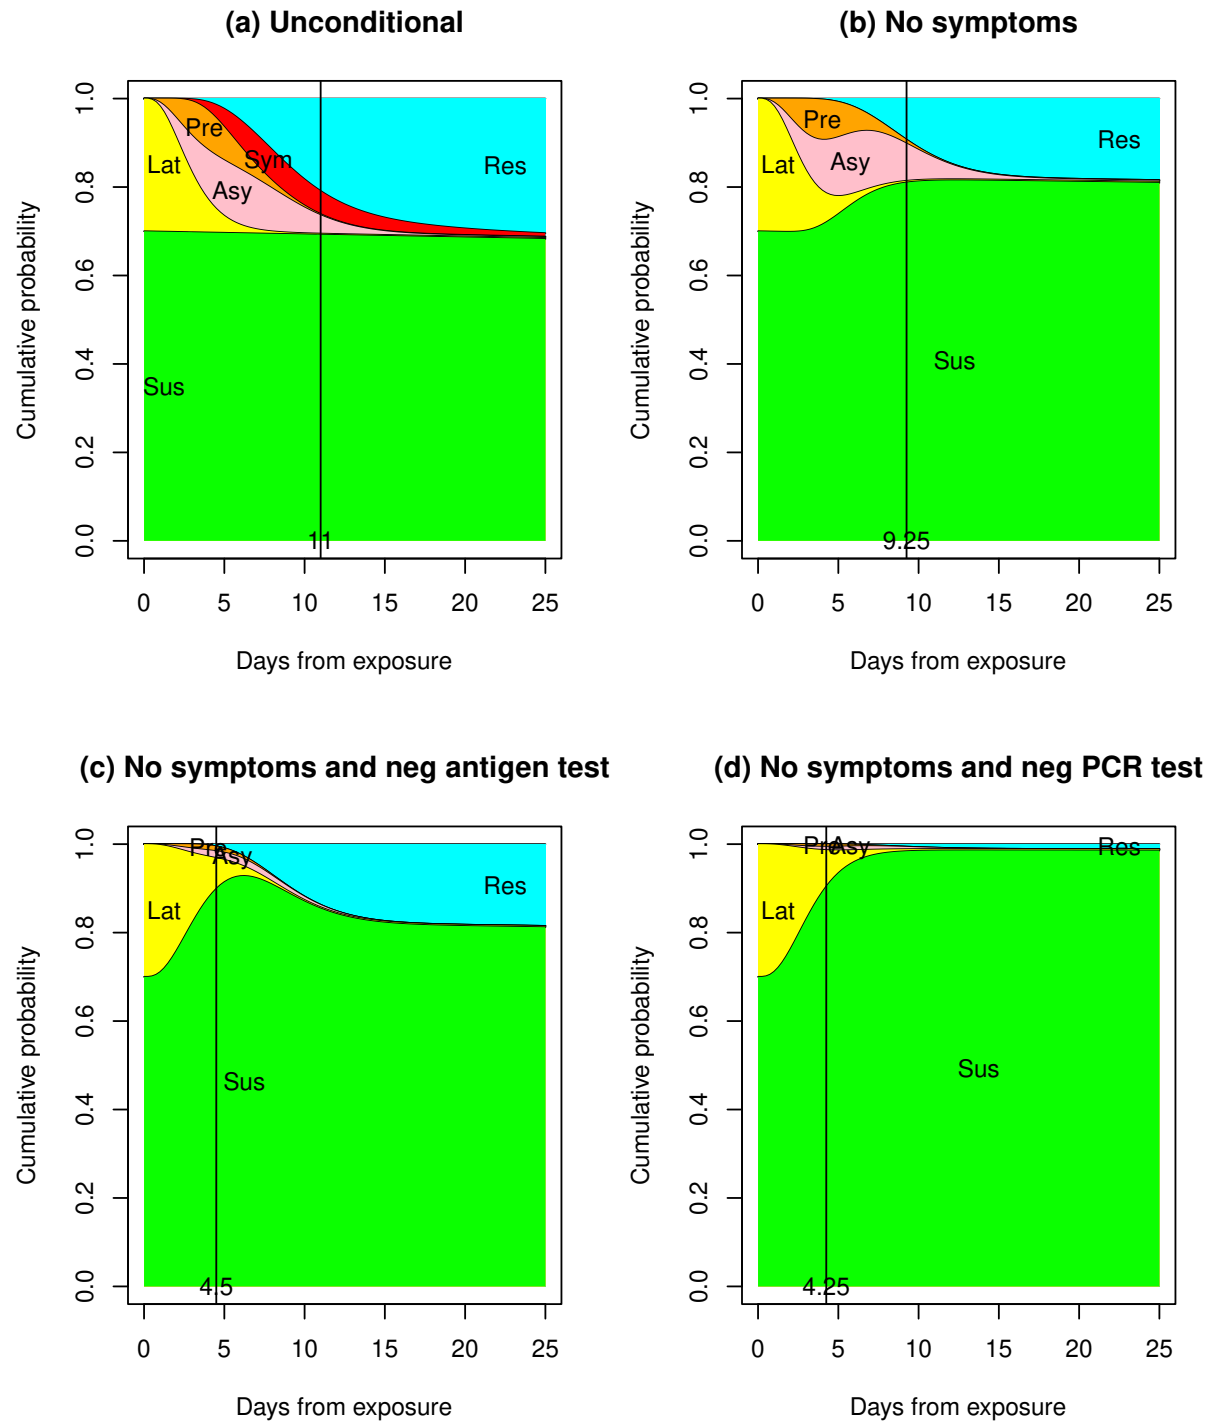 (a) Unconditional
Cumulative probability
1.0
0.8
0.6
0.4
0.2
0.0
Lat
Pre
Asy
Sym
Res
Sus
11
0 5 10 15 20 25
Days from exposure
(b) No symptoms
Cumulative probability
1.0
0.8
0.6
0.4
0.2
0.0
Lat
Pre
Asy
Res
Sus
9.25
0 5 10 15 20 25
Days from exposure
(c) No symptoms and neg antigen test
Cumulative probability
1.0
0.8
0.6
0.4
0.2
0.0
Pre
Asy
Lat
Res
Sus
4.5
0 5 10 15 20 25
Days from exposure
(d) No symptoms and neg PCR test
Cumulative probability
1.0
0.8
0.6
0.4
0.2
0.0
Pre
Asy
Res
Lat
Sus
4.25
0 5 10 15 20 25
Days from exposure